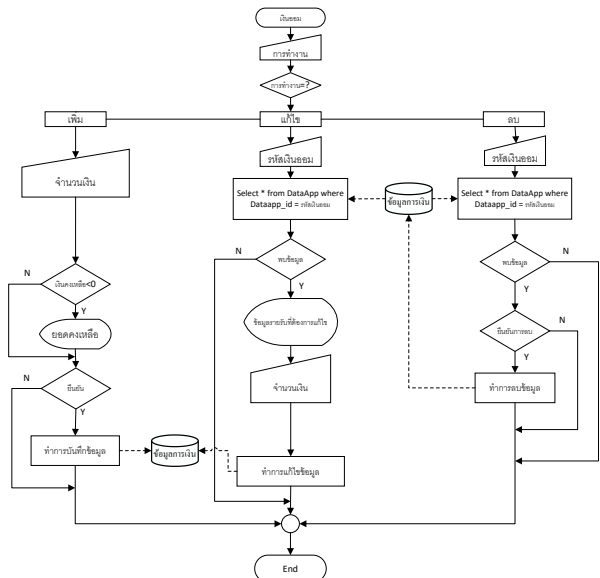 เงินออม
การทำงาน
การทำงาน=?
เพิ่ม
แก้ไข
ลบ
จำนวนเงิน
รหัสเงินออม
รหัสเงินออม
Select * from DataApp where
Dataapp_id = รหัสเงินออม
ข้อมูลการเงิน
Select * from DataApp where
Dataapp_id = รหัสเงินออม
N
เงินคงเหลือ<0
Y
N
พบข้อมูล
Y
พบข้อมูล
N
Y
ยอดคงเหลือ
ข้อมูลรายรับที่ต้องการแก้ไข
ยืนยันการลบ
N
Y
N
ยืนยัน
Y
จำนวนเงิน
ทำการลบข้อมูล
ทำการบันทึกข้อมูล
ข้อมูลการเงิน
ทำการแก้ไขข้อมูล
End